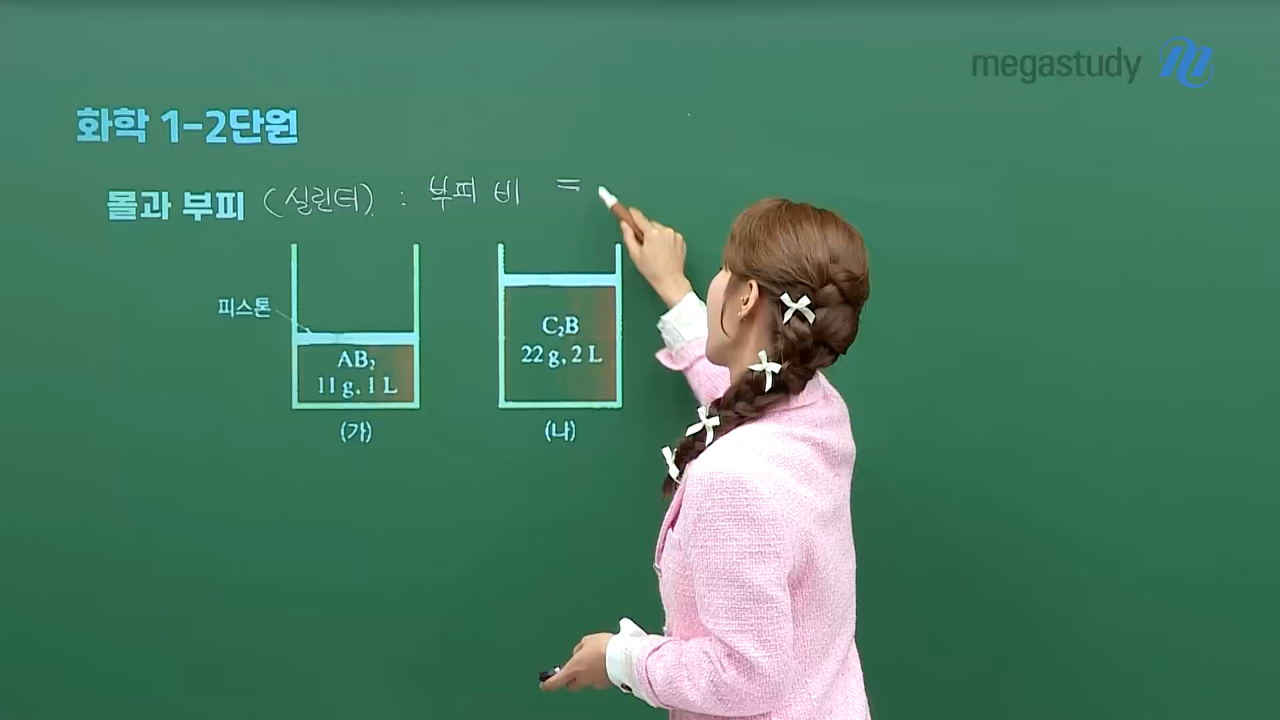 megastudy
화학 1-2단원
몰과 부피 (실린더) : 부피 비 =
피스톤
AB₂
11 g, 1 L
(가)
C₂B
22 g, 2 L
(나)